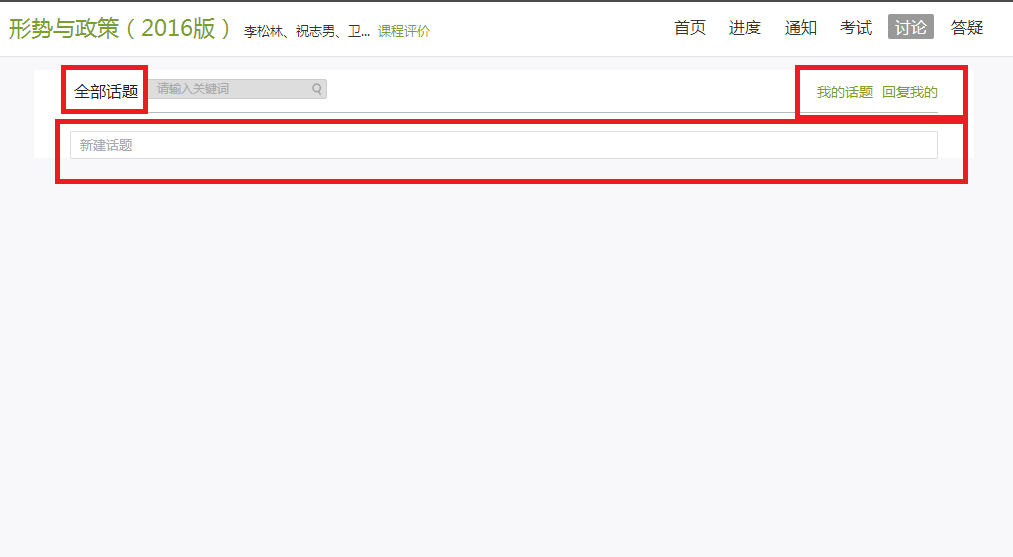 形势与政策（2016版） 李松林、祝志男、卫... 课程评价 首页 进度 通知 考试 讨论 答疑
全部话题 请输入关键词 我的话题 回复我的
新建话题